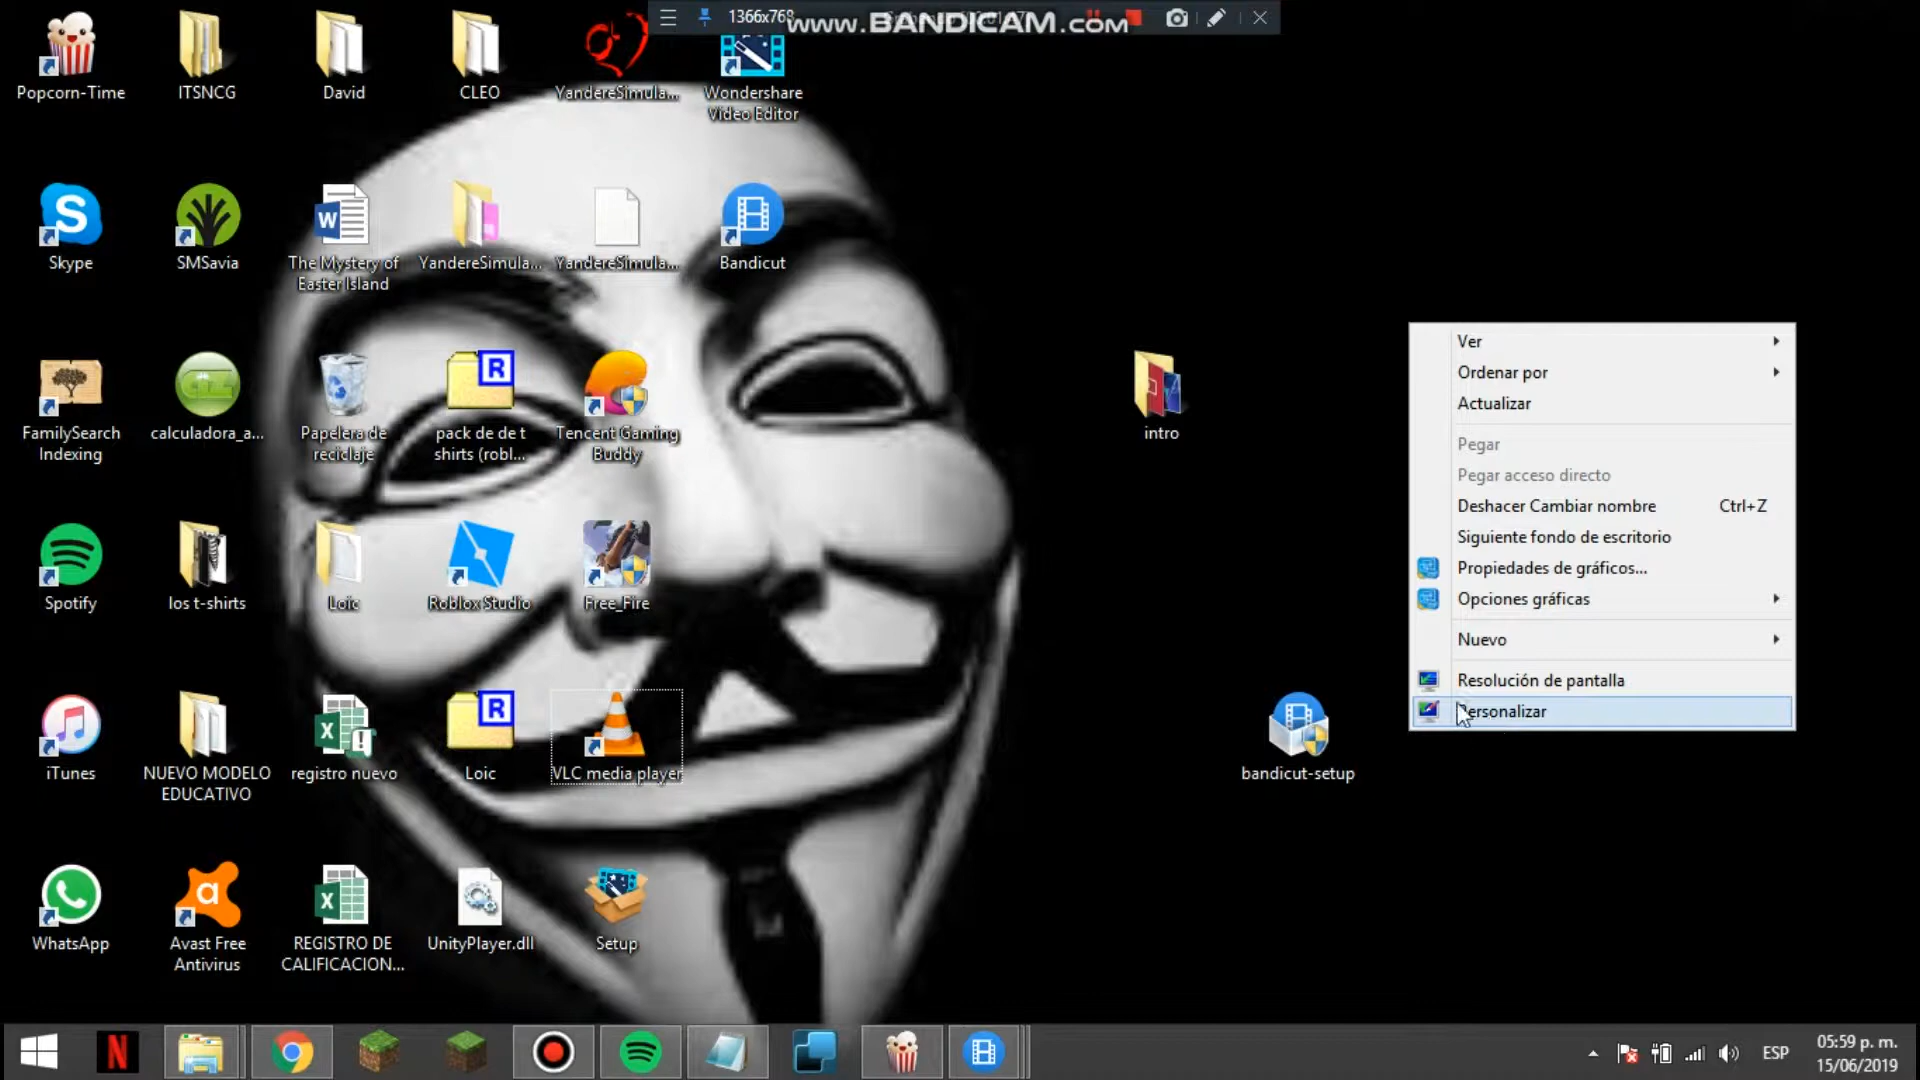 1366x768
www.BANDICAM.com
Popcorn-Time
ITSNCG
David
CLEO
YandereSimula...
Wondershare
Video Editor
Skype
SMSavia
The Mystery of
Easter Island
YandereSimula...
YandereSimula...
Bandicut
FamilySearch
Indexing
calculadora_a...
Papelera de
reciclaje
pack de de t
shirts (robl...
Tencent Gaming
Buddy
intro
Spotify
los t-shirts
Loic
Roblox Studio
Free_Fire
iTunes
NUEVO MODELO
EDUCATIVO
registro nuevo
Loic
VLC media player
bandicut-setup
WhatsApp
Avast Free
Antivirus
REGISTRO DE
CALIFICACION...
UnityPlayer.dll
Setup
Ver
Ordenar por
Actualizar
Pegar
Pegar acceso directo
Deshacer Cambiar nombre Ctrl+Z
Siguiente fondo de escritorio
Propiedades de gráficos...
Opciones gráficas
Nuevo
Resolución de pantalla
Personalizar
ESP
05:59 p. m.
15/06/2019